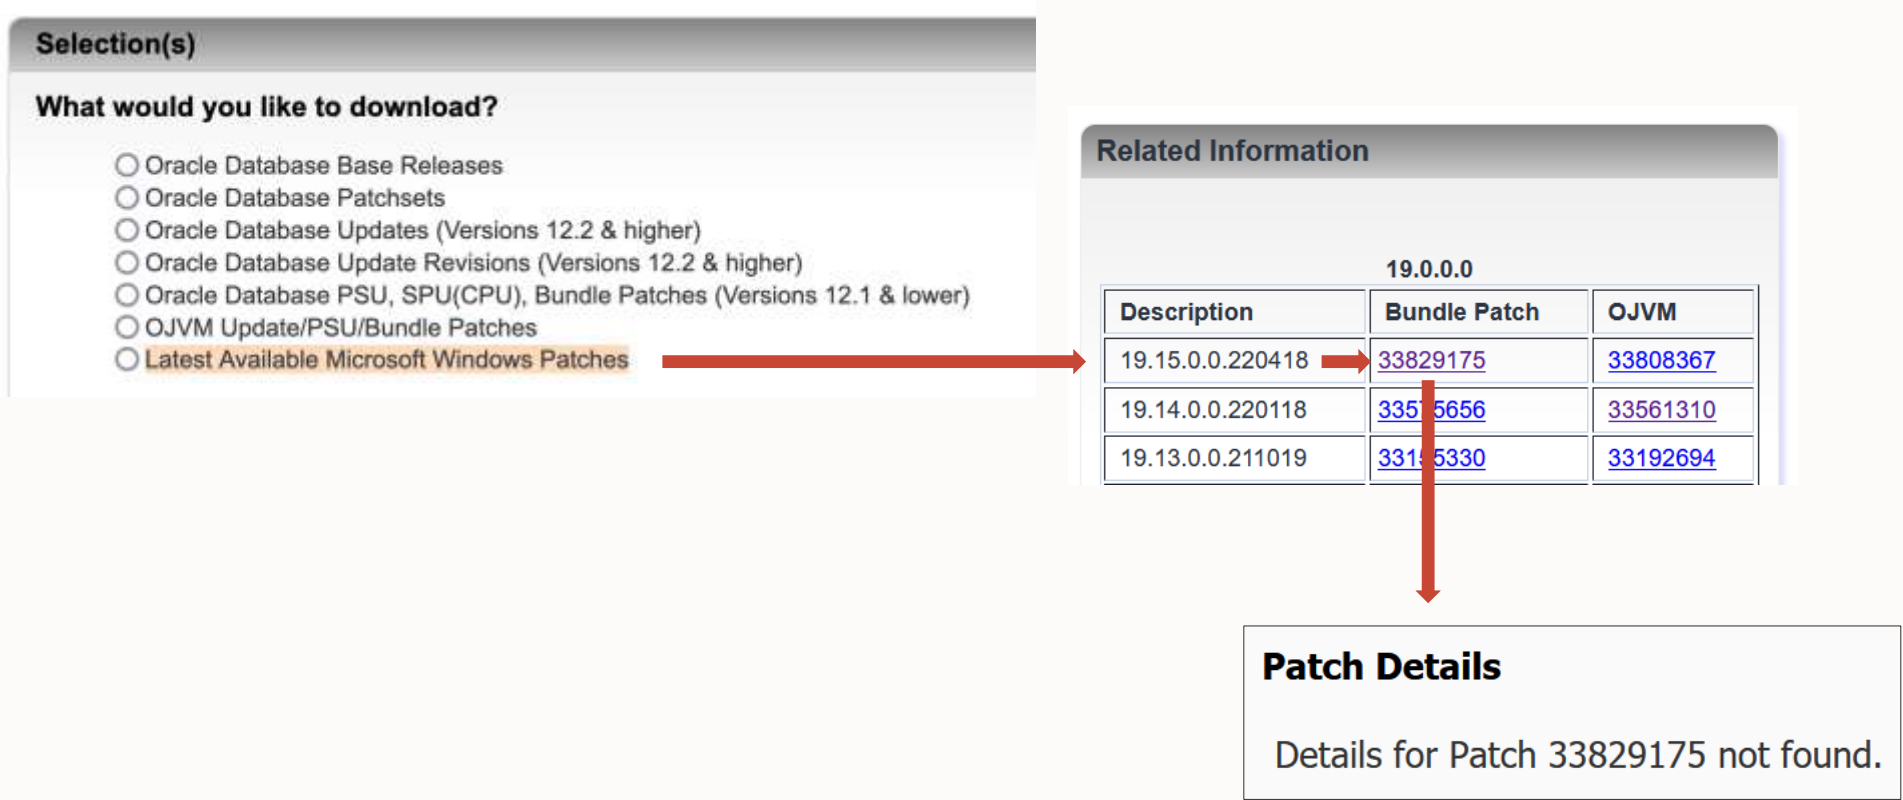 Selection(s)
What would you like to download?
Oracle Database Base Releases
Oracle Database Patchsets
Oracle Database Updates (Versions 12.2 & higher)
Oracle Database Update Revisions (Versions 12.2 & higher)
Oracle Database PSU, SPU(CPU), Bundle Patches (Versions 12.1 & lower)
OJVM Update/PSU/Bundle Patches
Latest Available Microsoft Windows Patches
Related Information
19.0.0.0
Description Bundle Patch OJVM
19.15.0.0.220418 33829175 33808367
19.14.0.0.220118 33575656 33561310
19.13.0.0.211019 33155330 33192694
Patch Details
Details for Patch 33829175 not found.